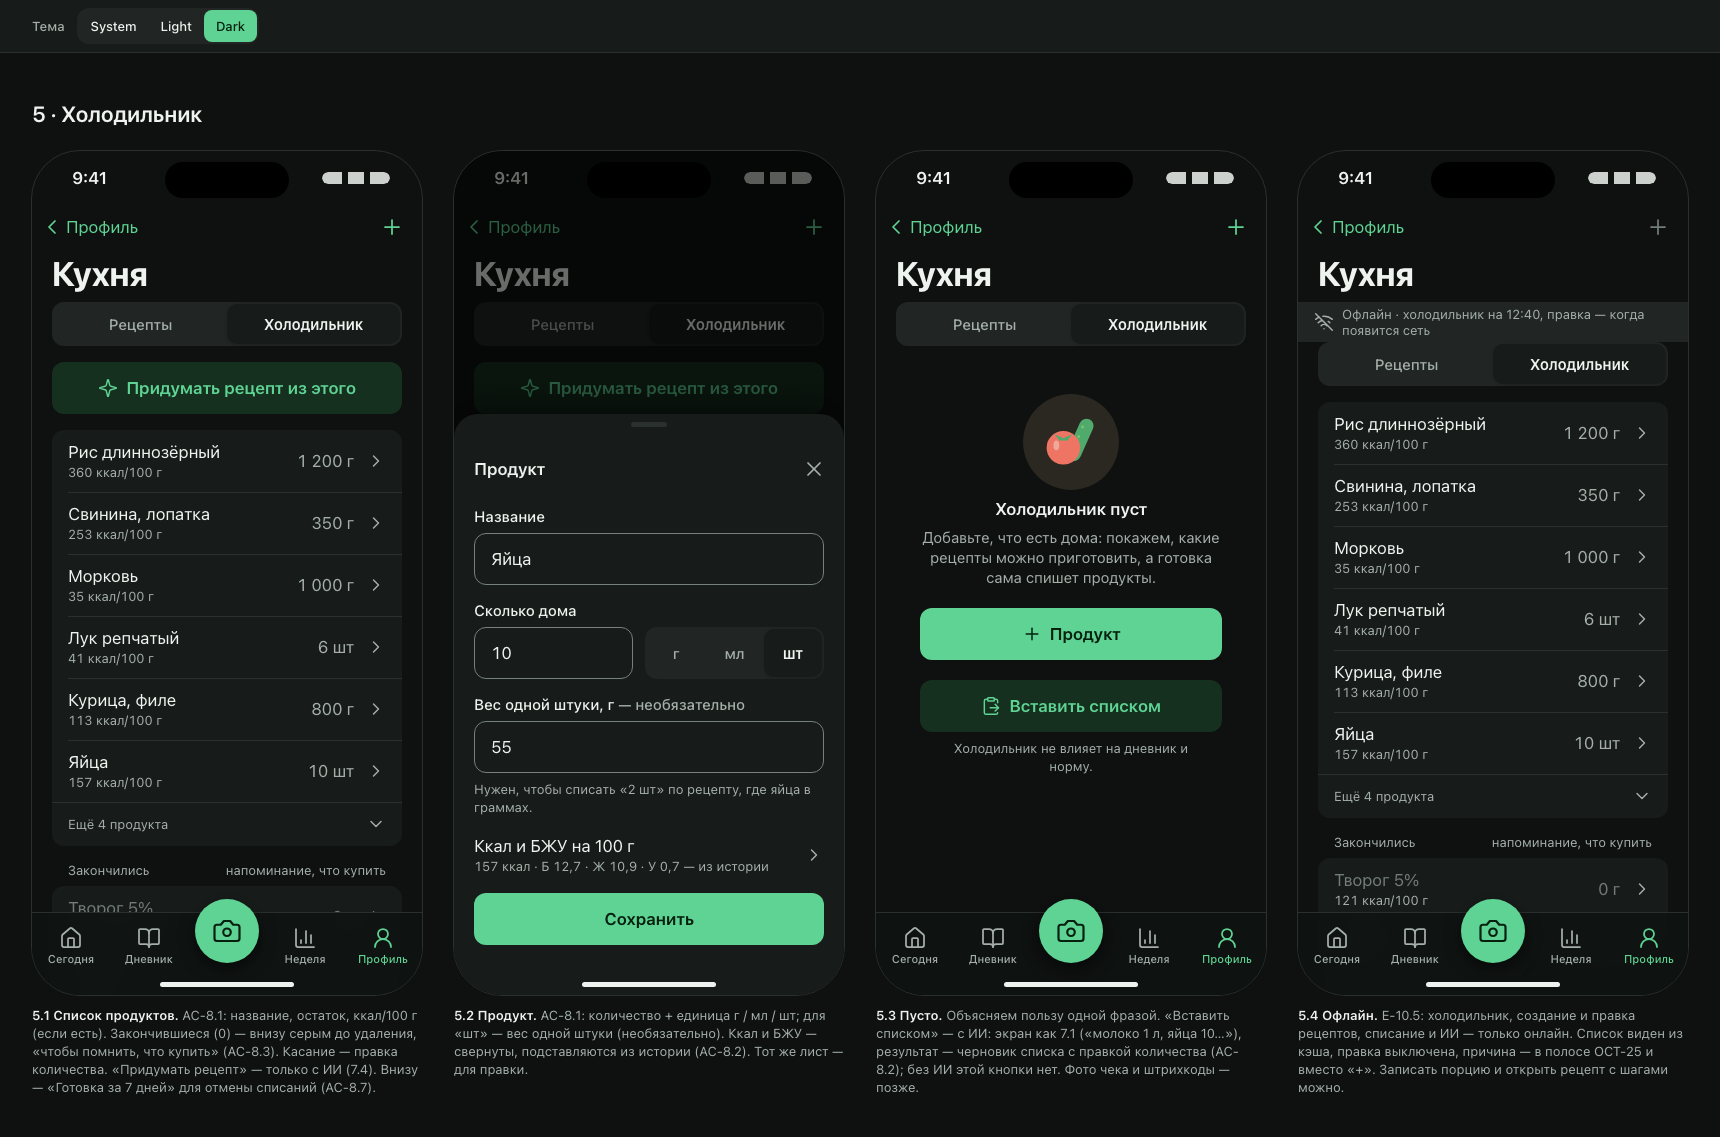 Тема
System
Light
Dark
5 · Холодильник
9:41
Профиль
Кухня
Рецепты
Холодильник
Придумать рецепт из этого
Рис длиннозёрный
360 ккал/100 г
1 200 г
Свинина, лопатка
253 ккал/100 г
350 г
Морковь
35 ккал/100 г
1 000 г
Лук репчатый
41 ккал/100 г
6 шт
Курица, филе
113 ккал/100 г
800 г
Яйца
157 ккал/100 г
10 шт
Ещё 4 продукта
Закончились
напоминание, что купить
Творог 5%
Сегодня
Дневник
Неделя
Профиль
5.1 Список продуктов. АС-8.1: название, остаток, ккал/100 г
(если есть). Закончившиеся (0) — внизу серым до удаления,
«чтобы помнить, что купить» (АС-8.3). Касание — правка
количества. «Придумать рецепт» — только с ИИ (7.4). Внизу
— «Готовка за 7 дней» для отмены списаний (АС-8.7).
9:41
Профиль
Кухня
Рецепты
Холодильник
Придумать рецепт из этого
Продукт
Название
Яйца
Сколько дома
10
г
мл
шт
Вес одной штуки, г — необязательно
55
Нужен, чтобы списать «2 шт» по рецепту, где яйца в
граммах.
Ккал и БЖУ на 100 г
157 ккал · Б 12,7 · Ж 10,9 · У 0,7 — из истории
Сохранить
5.2 Продукт. АС-8.1: количество + единица г / мл / шт; для
«шт» — вес одной штуки (необязательно). Ккал и БЖУ —
свернуты, подставляются из истории (АС-8.2). Тот же лист —
для правки.
9:41
Профиль
Кухня
Рецепты
Холодильник
Холодильник пуст
Добавьте, что есть дома: покажем, какие
рецепты можно приготовить, а готовка
сама спишет продукты.
Продукт
Вставить списком
Холодильник не влияет на дневник и
норму.
Сегодня
Дневник
Неделя
Профиль
5.3 Пусто. Объясняем пользу одной фразой. «Вставить
списком» — с ИИ: экран как 7.1 («молоко 1 л, яйца 10…»),
результат — черновик списка с правкой количества (АС-
8.2); без ИИ этой кнопки нет. Фото чека и штрихкоды —
позже.
9:41
Профиль
Кухня
Офлайн · холодильник на 12:40, правка — когда
появится сеть
Рецепты
Холодильник
Рис длиннозёрный
360 ккал/100 г
1 200 г
Свинина, лопатка
253 ккал/100 г
350 г
Морковь
35 ккал/100 г
1 000 г
Лук репчатый
41 ккал/100 г
6 шт
Курица, филе
113 ккал/100 г
800 г
Яйца
157 ккал/100 г
10 шт
Ещё 4 продукта
Закончились
напоминание, что купить
Творог 5%
121 ккал/100 г
0 г
Сегодня
Дневник
Неделя
Профиль
5.4 Офлайн. Е-10.5: холодильник, создание и правка
рецептов, списание и ИИ — только онлайн. Список виден из
кэша, правка выключена, причина — в полосе ОСТ-25 и
вместо «+». Записать порцию и открыть рецепт с шагами
можно.